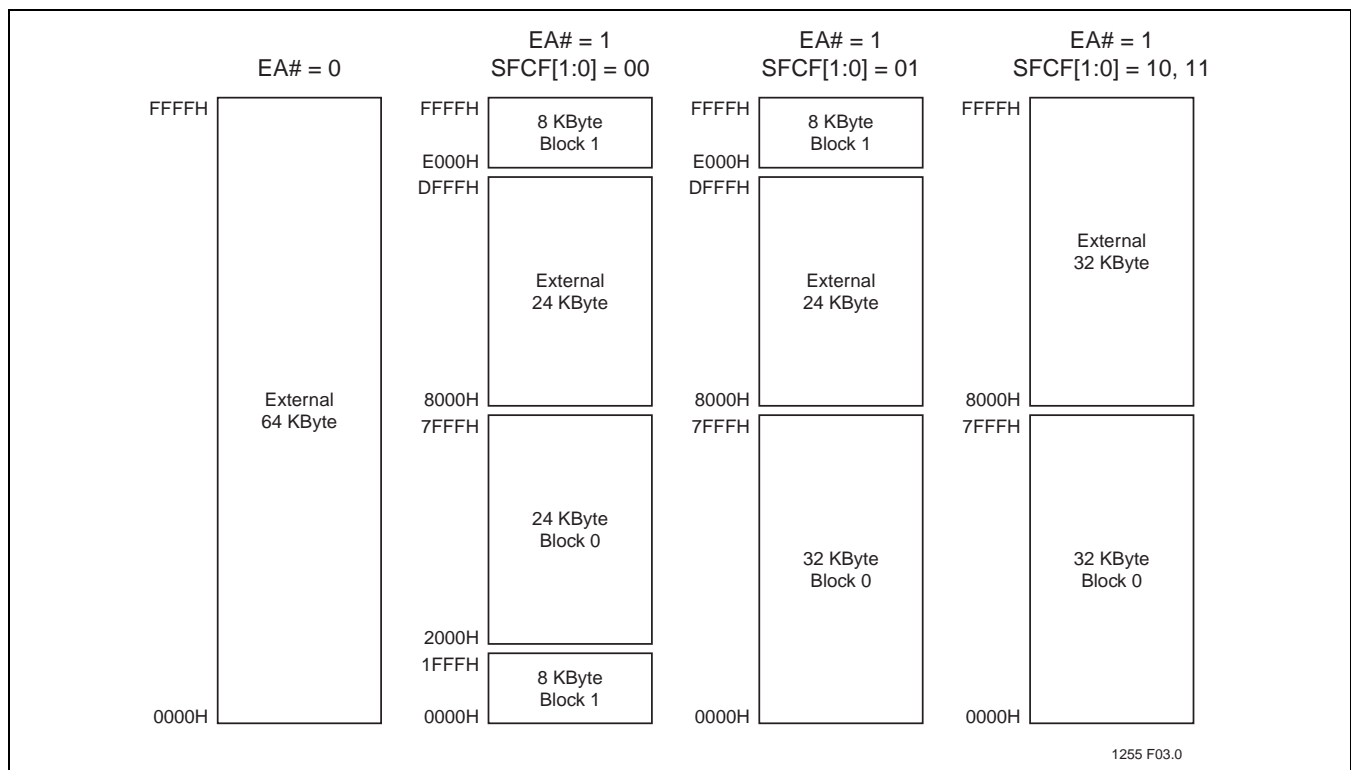 EA# = 0
FFFFH
External
64 KByte
0000H
EA# = 1
SFCF[1:0] = 00
FFFFH
8 KByte
Block 1
E000H
DFFFH
External
24 KByte
8000H
7FFFH
24 KByte
Block 0
2000H
1FFFH
8 KByte
Block 1
0000H
EA# = 1
SFCF[1:0] = 01
FFFFH
8 KByte
Block 1
E000H
DFFFH
External
24 KByte
8000H
7FFFH
32 KByte
Block 0
0000H
EA# = 1
SFCF[1:0] = 10, 11
FFFFH
External
32 KByte
8000H
7FFFH
32 KByte
Block 0
0000H
1255 F03.0